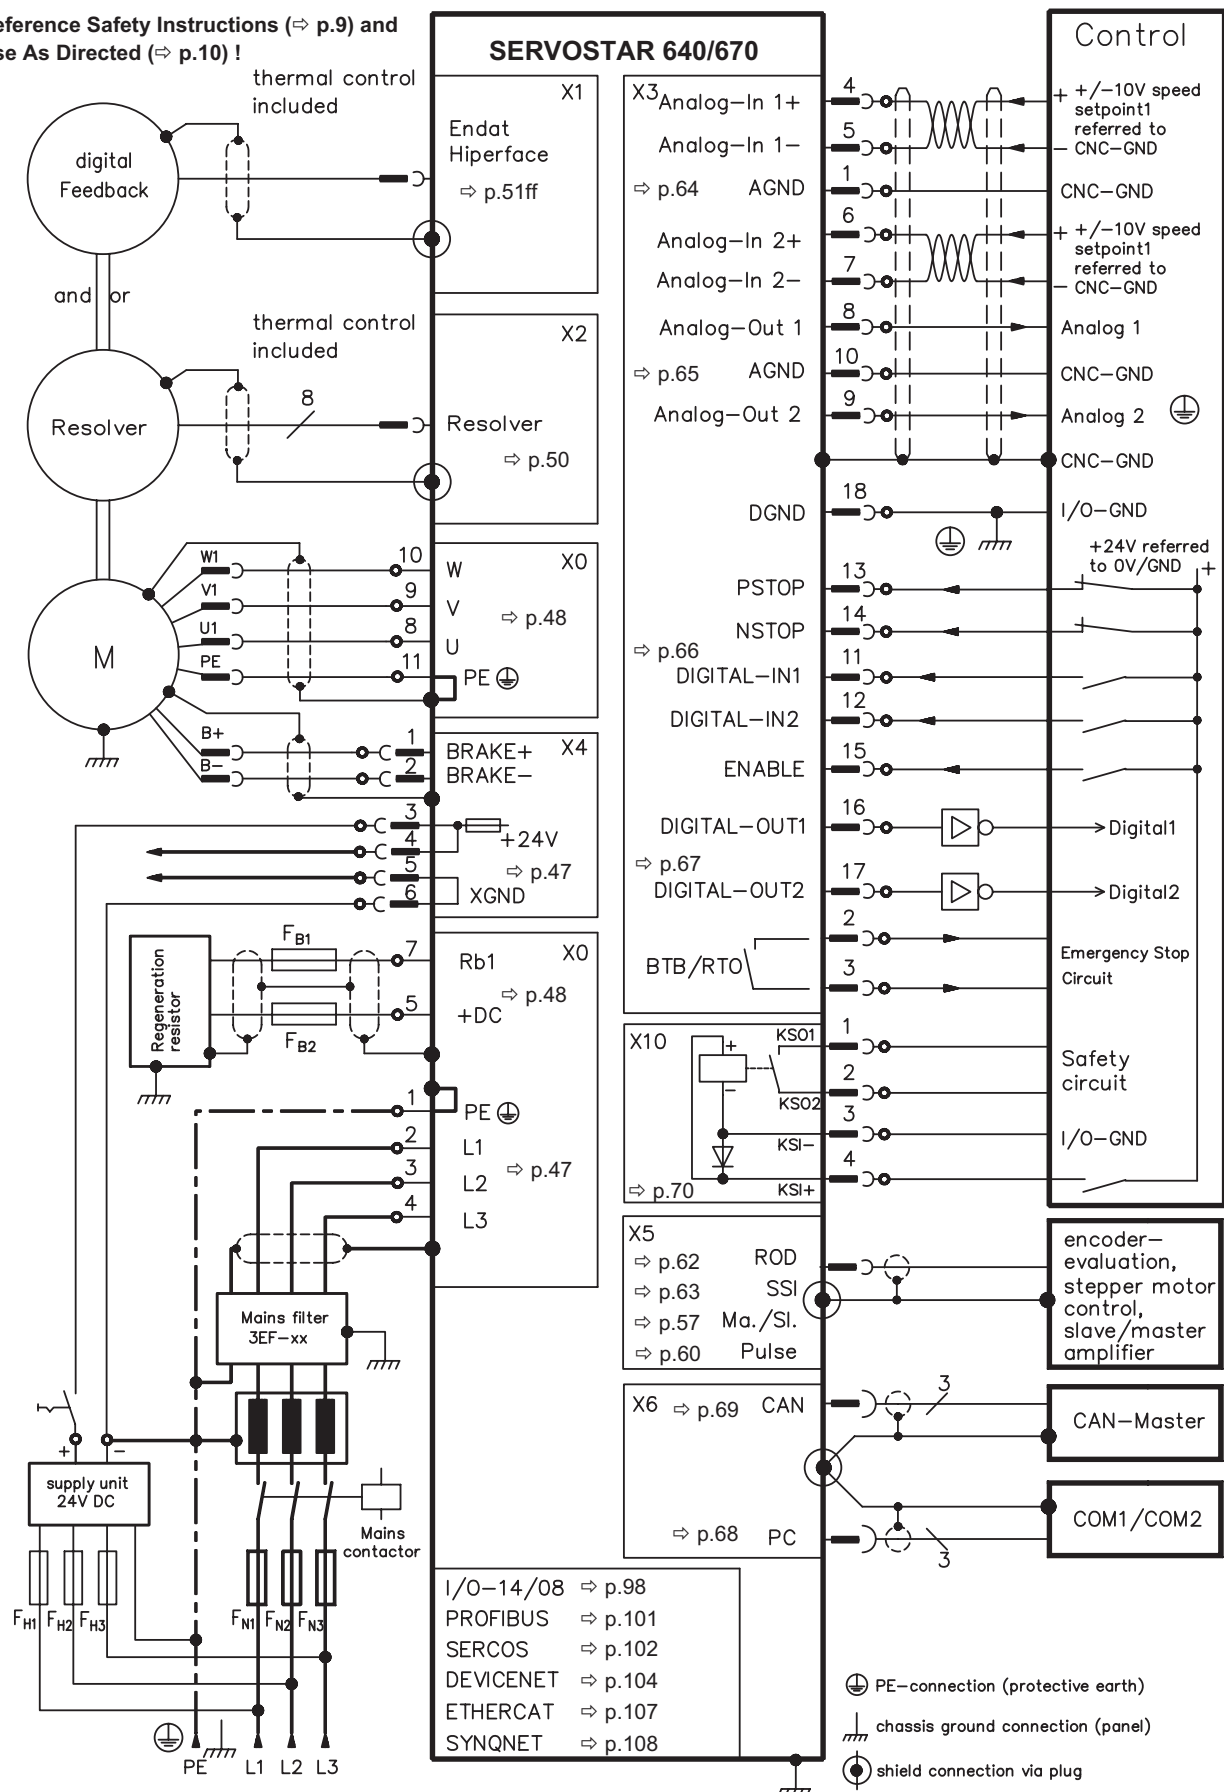 eference Safety Instructions (⇨ p.9) and
se As Directed (⇨ p.10) !
SERVOSTAR 640/670
Control
thermal control
included
digital
Feedback
X1
Endat
Hiperface
⇨ p.51ff
and or
thermal control
included
Resolver
8
X2
Resolver
⇨ p.50
M
W1
V1
U1
PE
10
9
8
11
W
V
U
PE
X0
⇨ p.48
B+
B-
1
2
3
4
5
6
BRAKE+
BRAKE-
X4
+24V
⇨ p.47
XGND
Regeneration
resistor
FB1
FB2
7
5
Rb1
+DC
X0
⇨ p.48
1
2
3
4
PE
L1
L2
L3
⇨ p.47
Mains filter
3EF-xx
+
-
supply unit
24V DC
Mains
contactor
FH1
FH2
FH3
FN1
FN2
FN3
PE
L1
L2
L3
I/O-14/08 ⇨ p.98
PROFIBUS ⇨ p.101
SERCOS ⇨ p.102
DEVICENET ⇨ p.104
ETHERCAT ⇨ p.107
SYNQNET ⇨ p.108
X3
Analog-In 1+
4
Analog-In 1-
5
⇨ p.64
AGND
1
Analog-In 2+
6
Analog-In 2-
7
Analog-Out 1
8
⇨ p.65
AGND
10
Analog-Out 2
9
DGND
18
PSTOP
13
NSTOP
14
⇨ p.66
DIGITAL-IN1
11
DIGITAL-IN2
12
ENABLE
15
DIGITAL-OUT1
16
⇨ p.67
DIGITAL-OUT2
17
BTB/RTO
2
3
+ +/-10V speed
setpoint1
referred to
- CNC-GND
CNC-GND
+ +/-10V speed
setpoint1
referred to
- CNC-GND
Analog 1
CNC-GND
Analog 2
CNC-GND
I/O-GND
+24V referred
to 0V/GND
+
Digital1
Digital2
Emergency Stop
Circuit
X10
+
-
KSO1
1
KSO2
2
KSI-
3
KSI+
4
⇨ p.70
Safety
circuit
I/O-GND
X5
⇨ p.62 ROD
⇨ p.63 SSI
⇨ p.57 Ma./Sl.
⇨ p.60 Pulse
encoder-
evaluation,
stepper motor
control,
slave/master
amplifier
X6 ⇨ p.69 CAN
3
CAN-Master
⇨ p.68 PC
3
COM1/COM2
PE-connection (protective earth)
chassis ground connection (panel)
shield connection via plug